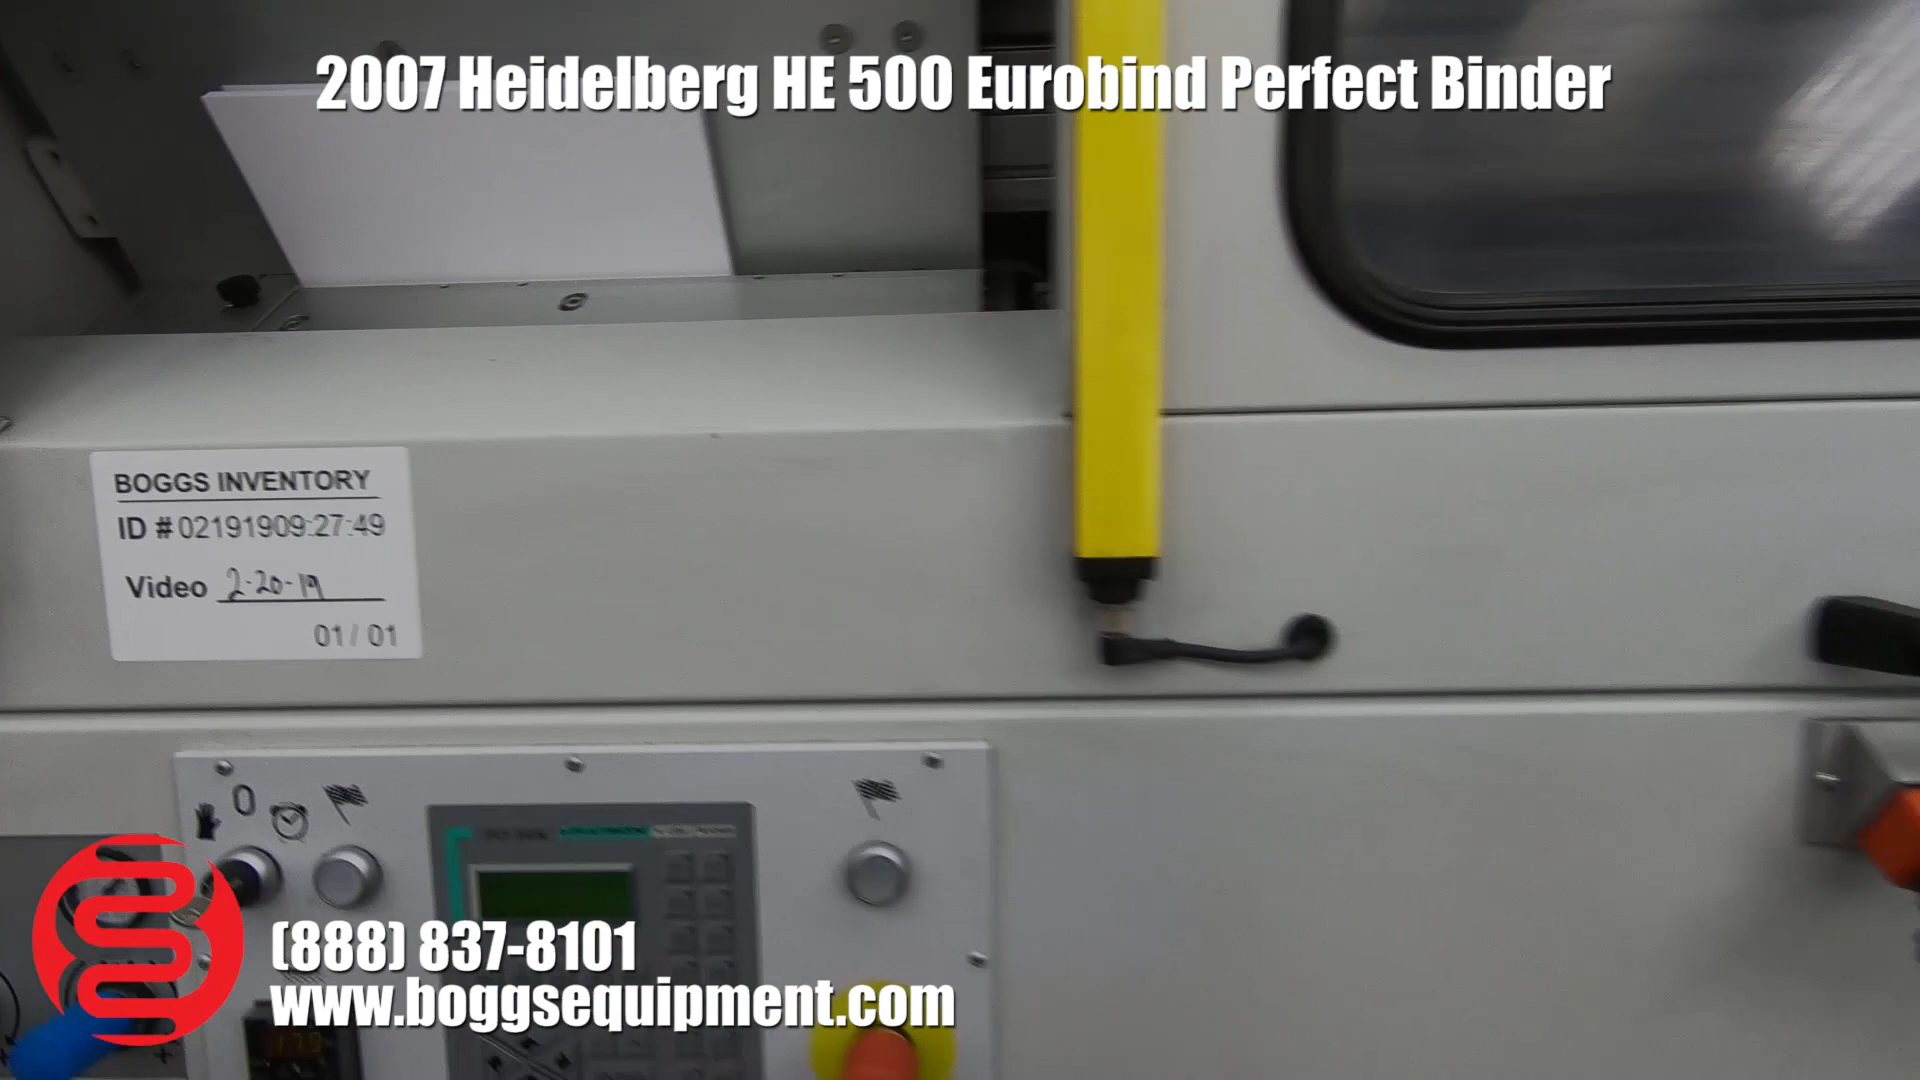 2007 Heidelberg HE 500 Eurobind Perfect Binder
BOGGS INVENTORY
ID # 02191909:27:49
Video 2-20-19
01 / 01
0
(888) 837-8101
www.boggsequipment.com